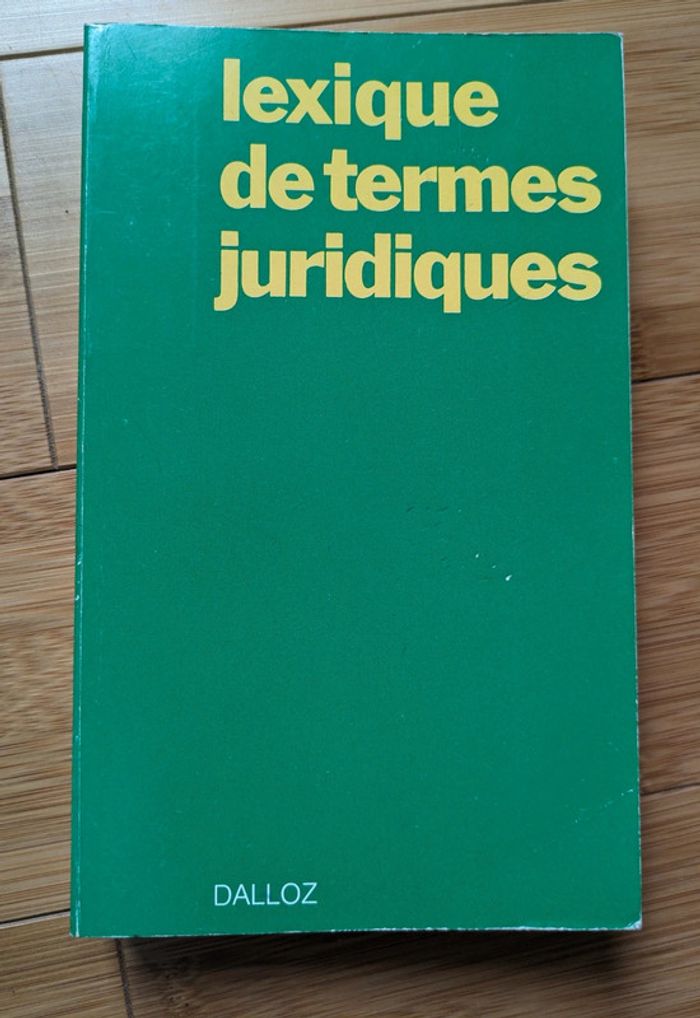 lexique
de termes
juridiques
DALLOZ